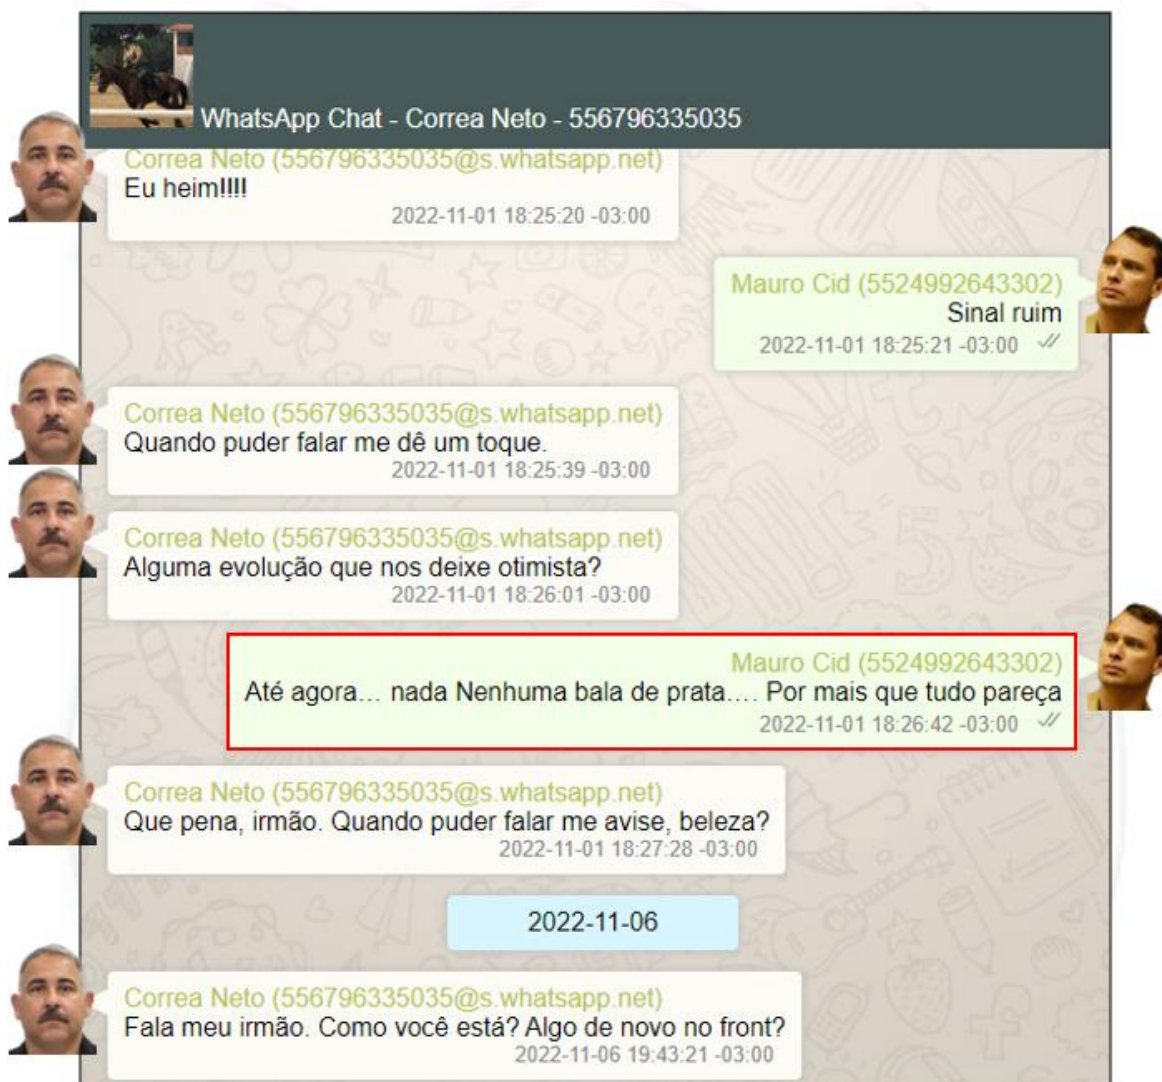 WhatsApp Chat - Correa Neto - 556796335035
Correa Neto (556796335035@s.whatsapp.net)
Eu heim!!!!
2022-11-01 18:25:20 -03:00
Mauro Cid (5524992643302)
Sinal ruim
2022-11-01 18:25:21 -03:00
Correa Neto (556796335035@s.whatsapp.net)
Quando puder falar me dê um toque.
2022-11-01 18:25:39 -03:00
Correa Neto (556796335035@s.whatsapp.net)
Alguma evolução que nos deixe otimista?
2022-11-01 18:26:01 -03:00
Mauro Cid (5524992643302)
Até agora... nada Nenhuma bala de prata.... Por mais que tudo pareça
2022-11-01 18:26:42 -03:00
Correa Neto (556796335035@s.whatsapp.net)
Que pena, irmão. Quando puder falar me avise, beleza?
2022-11-01 18:27:28 -03:00
2022-11-06
Correa Neto (556796335035@s.whatsapp.net)
Fala meu irmão. Como você está? Algo de novo no front?
2022-11-06 19:43:21 -03:00